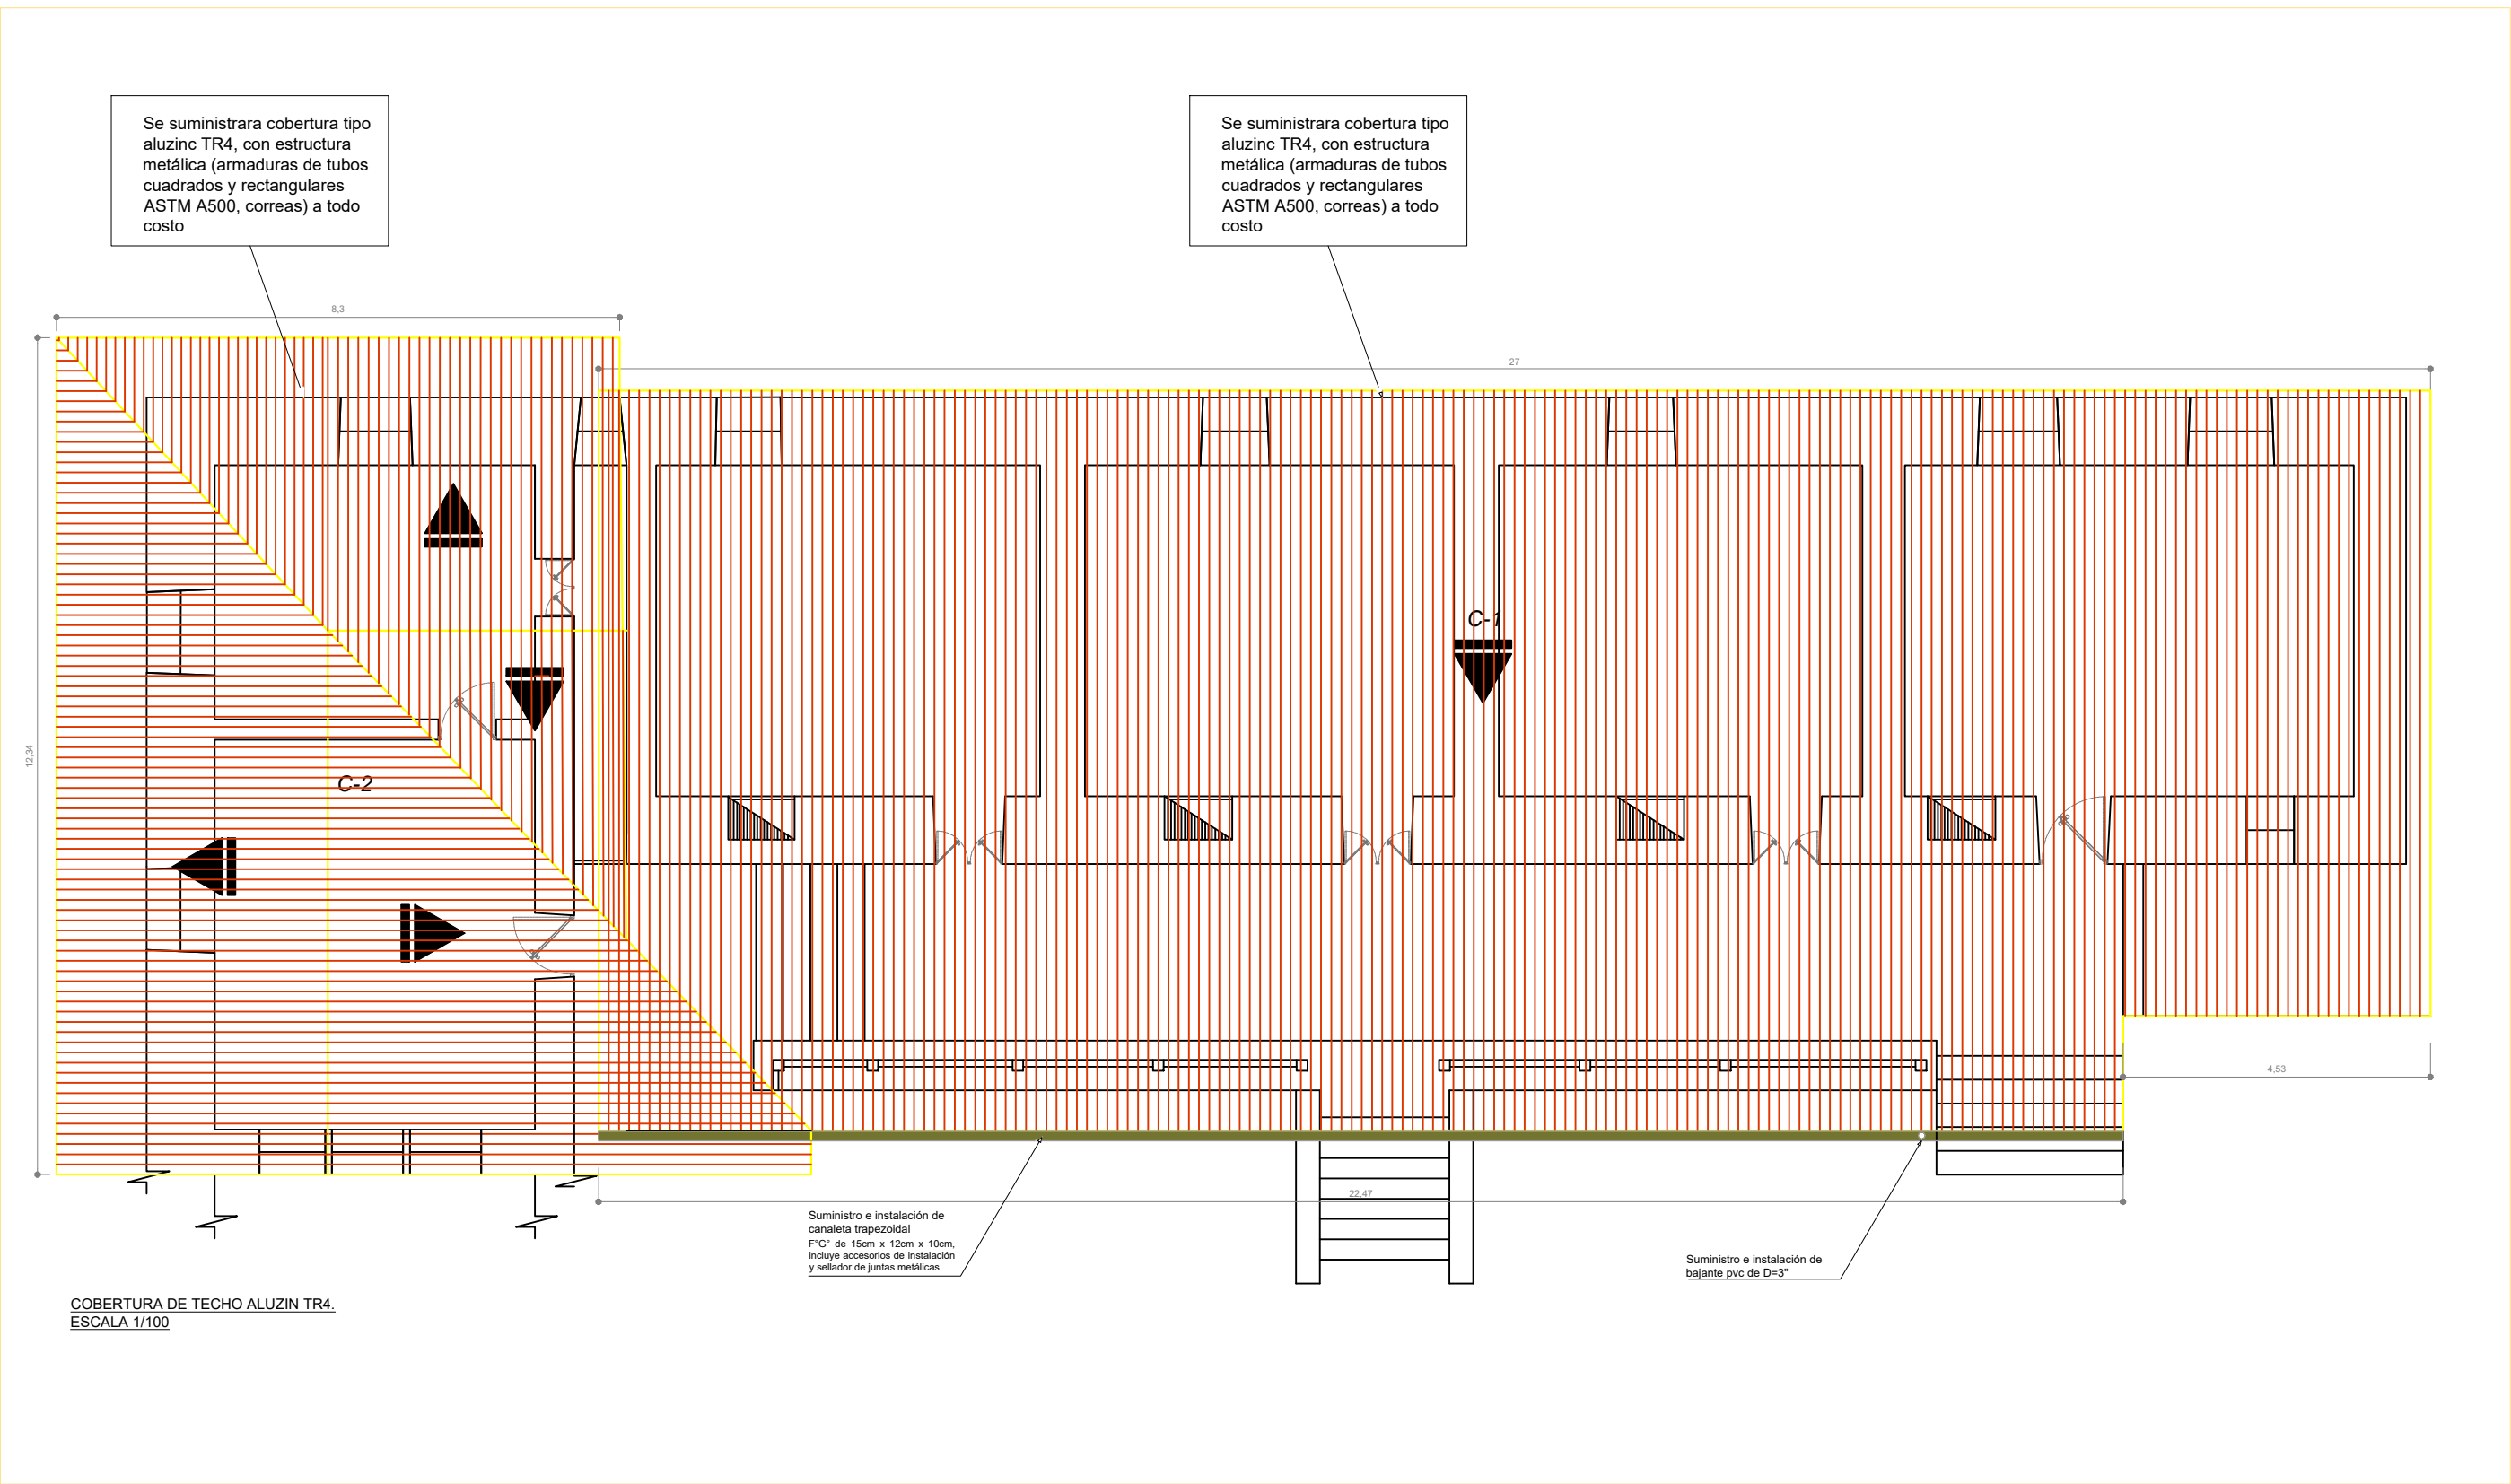 Se suministrara cobertura tipo
aluzinc TR4, con estructura
metálica (armaduras de tubos
cuadrados y rectangulares
ASTM A500, correas) a todo
costo
Se suministrara cobertura tipo
aluzinc TR4, con estructura
metálica (armaduras de tubos
cuadrados y rectangulares
ASTM A500, correas) a todo
costo
8,3
27
C-1
12,34
C-2
4,53
22,47
Suministro e instalación de
canaleta trapezoidal
F°G° de 15cm x 12cm x 10cm,
incluye accesorios de instalación
y sellador de juntas metálicas
Suministro e instalación de
bajante pvc de D=3"
COBERTURA DE TECHO ALUZIN TR4.
ESCALA 1/100